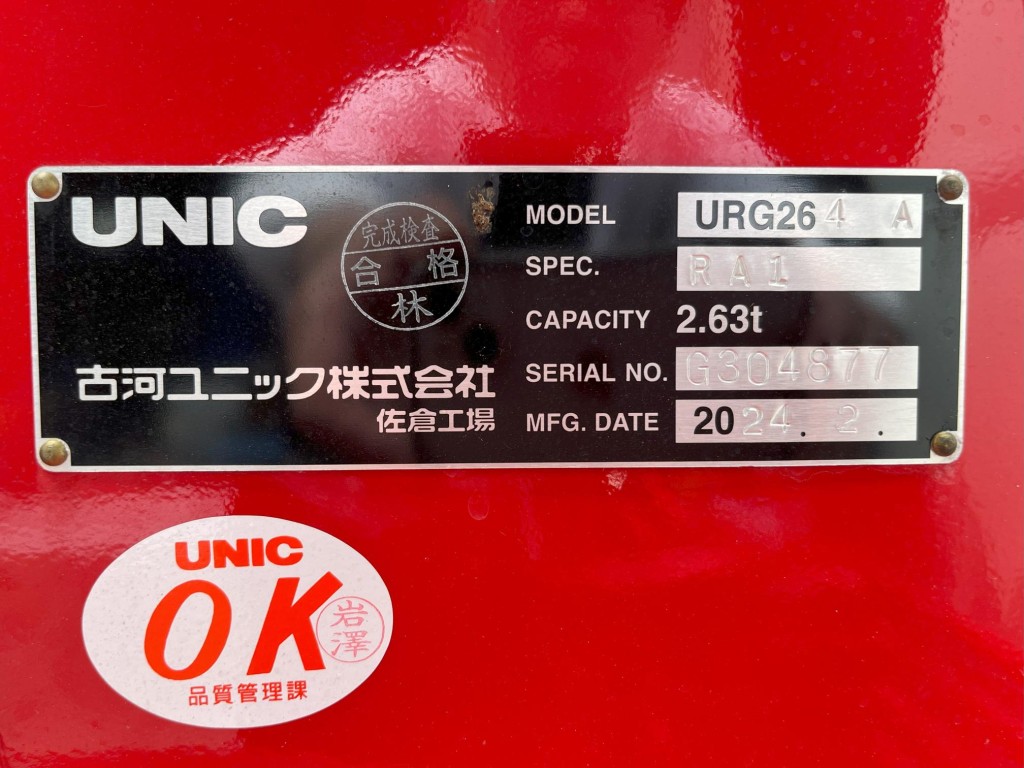 UNIC
完成検査
合格
林
古河ユニック株式会社
佐倉工場
MODEL URG264 A
SPEC. RA1
CAPACITY 2.63t
SERIAL NO. G304877
MFG. DATE 2024. 2.
UNIC
OK
岩澤
品質管理課